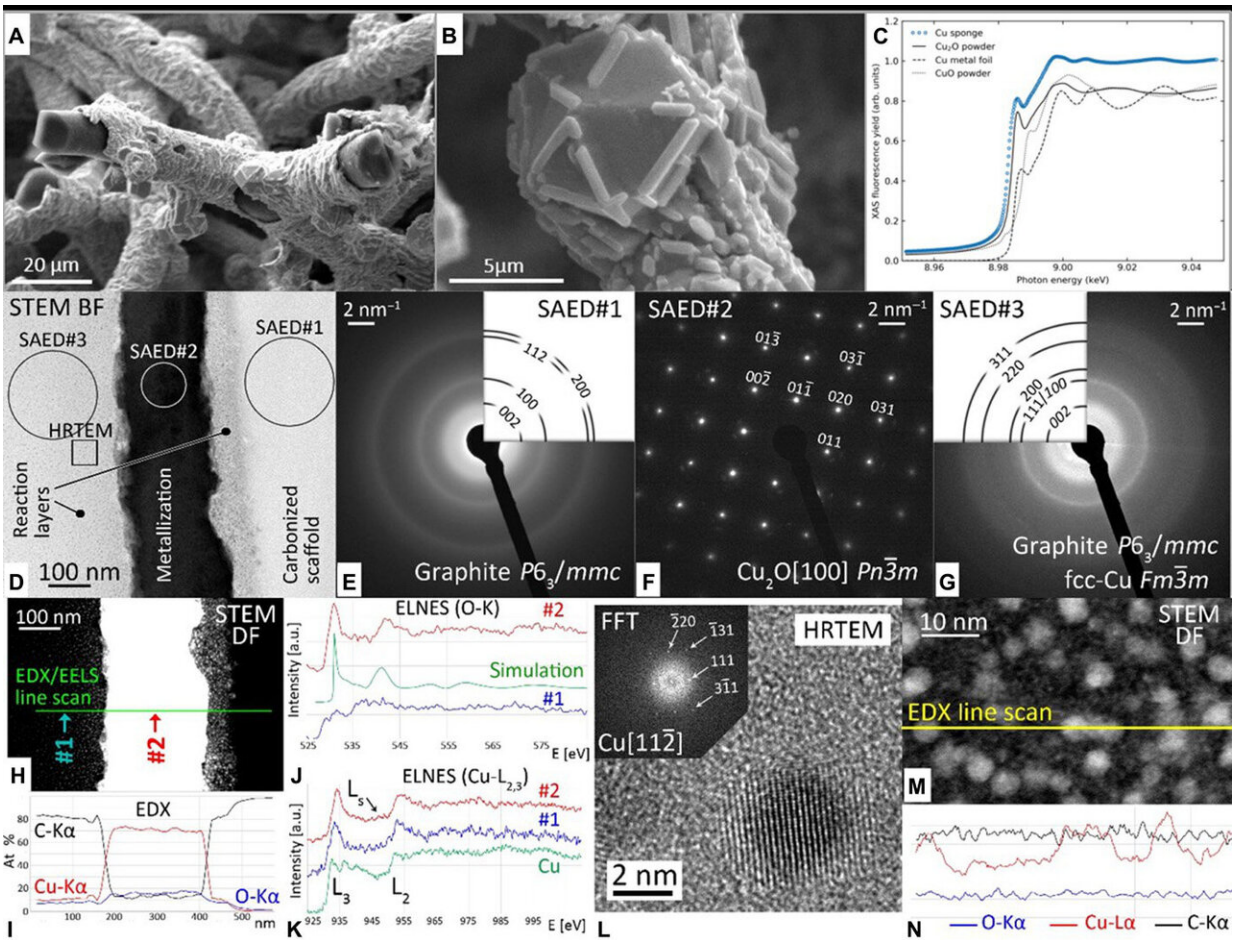 A
20 µm
B
5µm
C
Cu sponge
Cu₂O powder
Cu metal foil
CuO powder
XAS fluorescence yield (arb. units)
1.2
1.0
0.8
0.6
0.4
0.2
0.0
8.96 8.98 9.00 9.02 9.04
Photon energy (keV)
STEM BF
SAED#3
SAED#2
SAED#1
HRTEM
Reaction
layers
Metallization
Carbonized
scaffold
D
100 nm
2 nm⁻¹
SAED#1
112
200
100
002
E
Graphite P6₃/mmc
SAED#2
2 nm⁻¹
013̅
031̅
002̅
011̅
020
031
011
F
Cu₂O[100] Pn3̅m
SAED#3
2 nm⁻¹
311
220
200
111/100
002
G
Graphite P6₃/mmc
fcc-Cu Fm3̅m
100 nm
STEM
DF
EDX/EELS
line scan
#1
#2
H
EDX
At %
80
60
40
20
0
C-Kα
Cu-Kα
O-Kα
0 100 200 300 400 500
nm
I
ELNES (O-K)
#2
Simulation
#1
Intensity [a.u.]
525 535 545 555 565 575
E [eV]
J
ELNES (Cu-L₂,₃)
Lₛ
#2
#1
Cu
L₃
L₂
Intensity [a.u.]
925 935 945 955 965 975 985 995
E [eV]
K
FFT
2̅20
1̅31
111
31̅1
Cu[112̅]
HRTEM
2 nm
L
10 nm
STEM
DF
EDX line scan
M
N
O-Kα Cu-Lα C-Kα